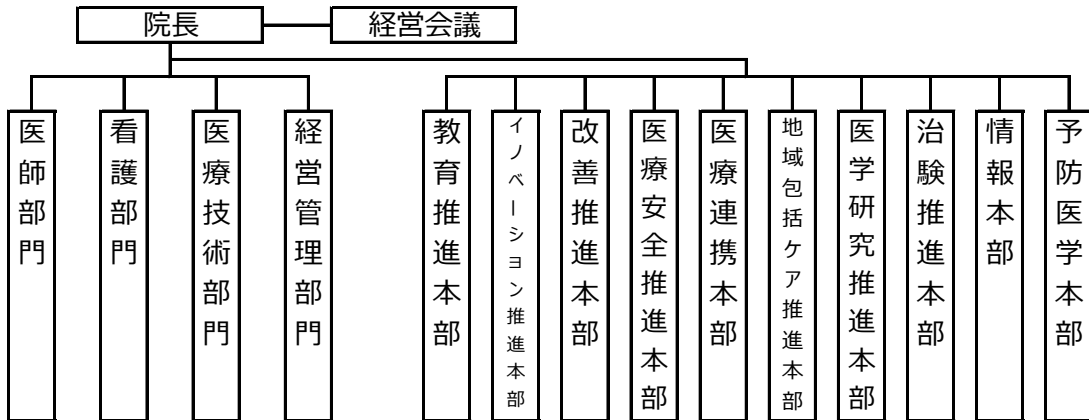 院長
経営会議
医師部門
看護部門
医療技術部門
経営管理部門
教育推進本部
イノベーション推進本部
改善推進本部
医療安全推進本部
医療連携本部
地域包括ケア推進本部
医学研究推進本部
治験推進本部
情報本部
予防医学本部